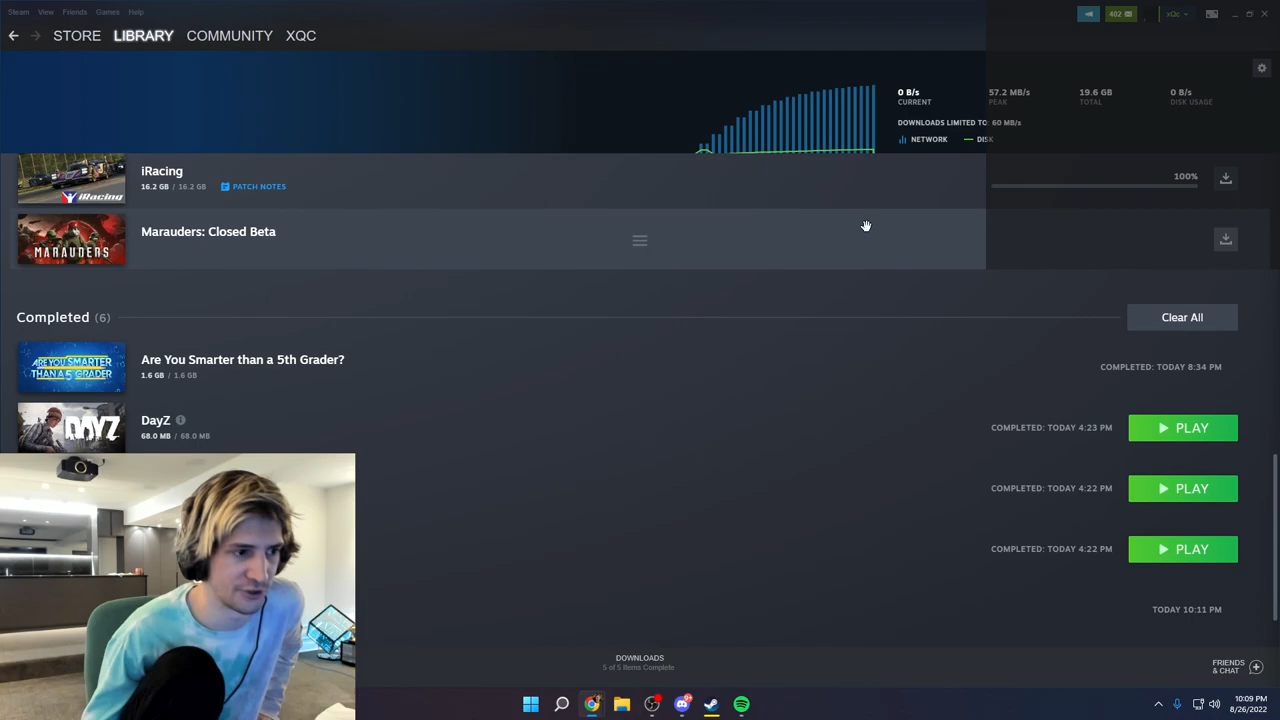 Steam View Friends Games Help
402 xQc
STORE LIBRARY COMMUNITY XQC
0 B/s 57.2 MB/s 19.6 GB 0 B/s
CURRENT PEAK TOTAL DISK USAGE
DOWNLOADS LIMITED TO: 60 MB/s
NETWORK DISK
iRacing
iRacing
16.2 GB / 16.2 GB PATCH NOTES
100%
MARAUDERS
Marauders: Closed Beta
Completed (6)
Clear All
ARE YOU SMARTER THAN A 5 GRADER
Are You Smarter than a 5th Grader?
1.6 GB / 1.6 GB
COMPLETED: TODAY 8:34 PM
DAYZ
DayZ
68.0 MB / 68.0 MB
COMPLETED: TODAY 4:23 PM PLAY
COMPLETED: TODAY 4:22 PM PLAY
COMPLETED: TODAY 4:22 PM PLAY
TODAY 10:11 PM
DOWNLOADS
5 of 5 Items Complete
FRIENDS
& CHAT
10:09 PM
8/26/2022